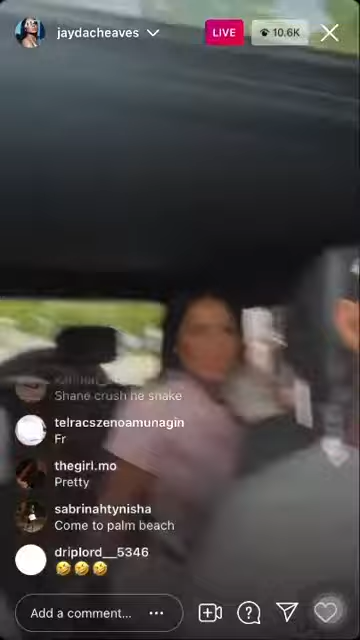 jaydacheaves
LIVE
10.6K
Shane crush he snake
telracszenoamunagin
Fr
thegirl.mo
Pretty
sabrinahtynisha
Come to palm beach
driplord__5346
🤣🤣🤣
Add a comment...